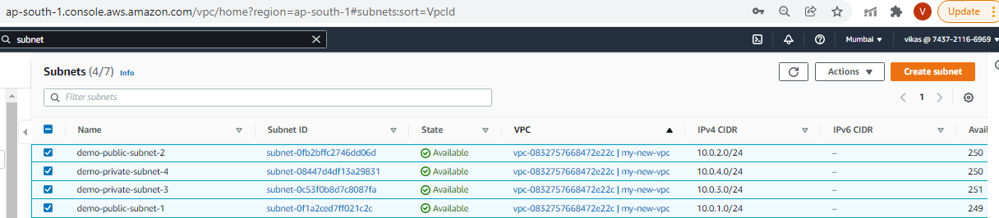 ap-south-1.console.aws.amazon.com/vpc/home?region=ap-south-1#subnets:sort=VpcId V Update
subnet Mumbai vikas @ 7437-2116-6969
Subnets (4/7) Info Actions Create subnet
Filter subnets 1
Name Subnet ID State VPC IPv4 CIDR IPv6 CIDR Avail
demo-public-subnet-2 subnet-0fb2bffc2746dd06d Available vpc-0832757668472e22c | my-new-vpc 10.0.2.0/24 – 250
demo-private-subnet-4 subnet-08447d4df13a29831 Available vpc-0832757668472e22c | my-new-vpc 10.0.4.0/24 – 250
demo-private-subnet-3 subnet-0c53f0b8d7c8087fa Available vpc-0832757668472e22c | my-new-vpc 10.0.3.0/24 – 251
demo-public-subnet-1 subnet-0f1a2ced7ff021c2c Available vpc-0832757668472e22c | my-new-vpc 10.0.1.0/24 – 249